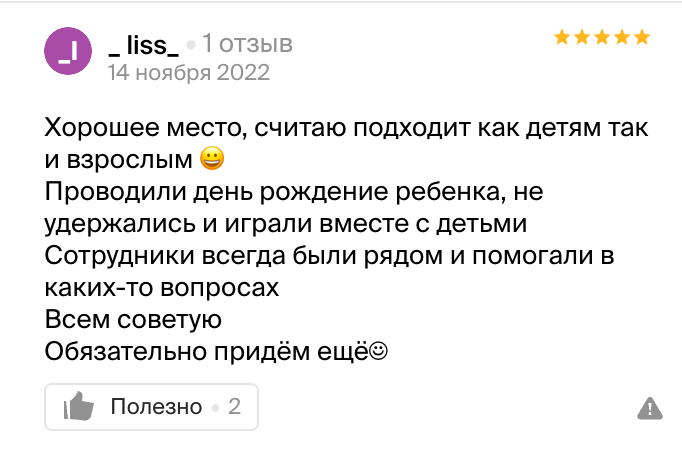 _l
_ liss_ • 1 отзыв
14 ноября 2022
Хорошее место, считаю подходит как детям так
и взрослым 😀
Проводили день рождение ребенка, не
удержались и играли вместе с детьми
Сотрудники всегда были рядом и помогали в
каких-то вопросах
Всем советую
Обязательно придём ещё☺
Полезно • 2